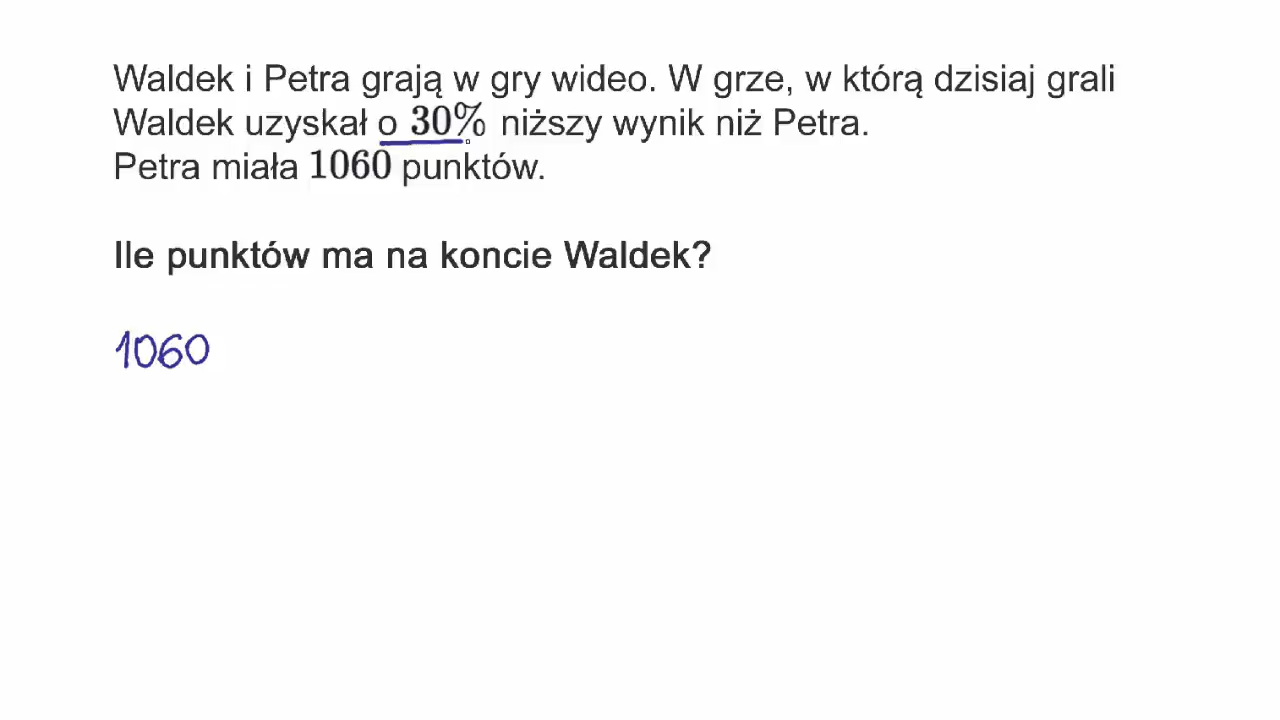 Waldek i Petra grają w gry wideo. W grze, w którą dzisiaj grali
Waldek uzyskał o 30% niższy wynik niż Petra.
Petra miała 1060 punktów.
Ile punktów ma na koncie Waldek?
1060